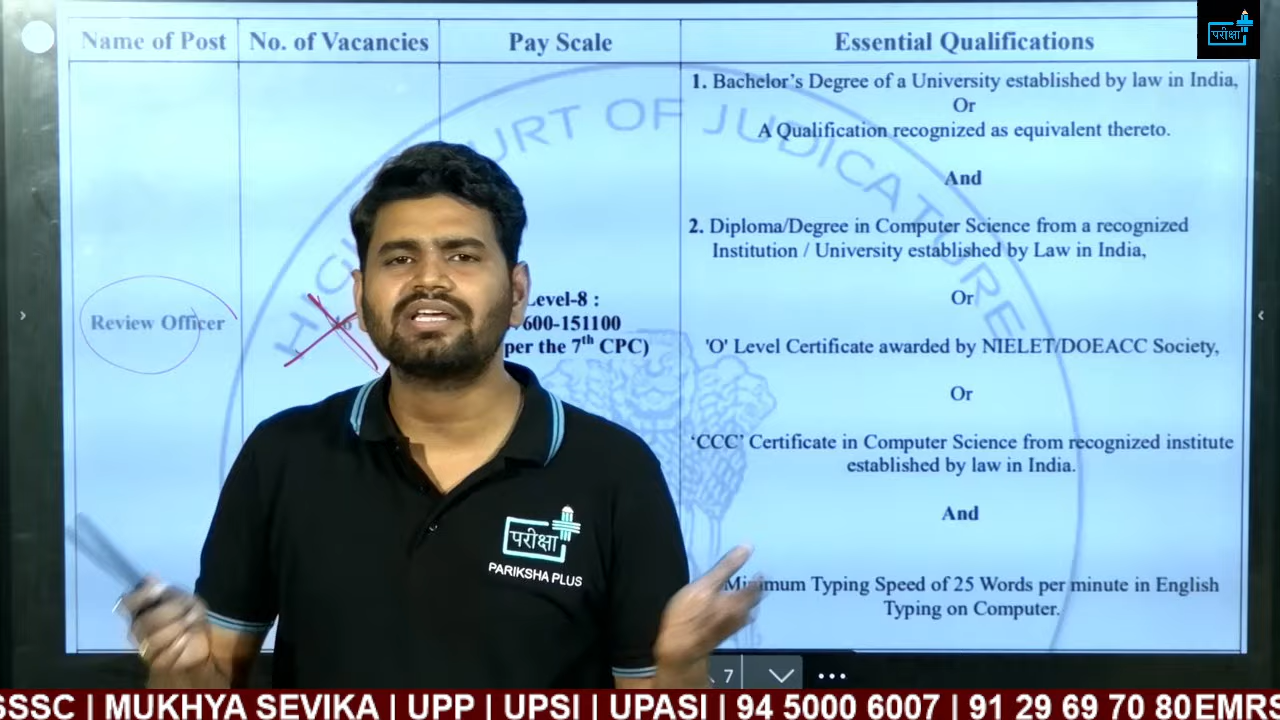 परीक्षा
Name of Post
No. of Vacancies
Pay Scale
Essential Qualifications
Review Officer
Level-8 :
600-151100
per the 7th CPC)
1. Bachelor's Degree of a University established by law in India,
Or
A Qualification recognized as equivalent thereto.
And
2. Diploma/Degree in Computer Science from a recognized
Institution / University established by Law in India,
Or
'O' Level Certificate awarded by NIELET/DOEACC Society,
Or
‘CCC’ Certificate in Computer Science from recognized institute
established by law in India.
And
Minimum Typing Speed of 25 Words per minute in English
Typing on Computer.
OF JUDICATURE
परीक्षा
PARIKSHA PLUS
7
SSSC | MUKHYA SEVIKA | UPP | UPSI | UPASI | 94 5000 6007 | 91 29 69 70 80 EMRS